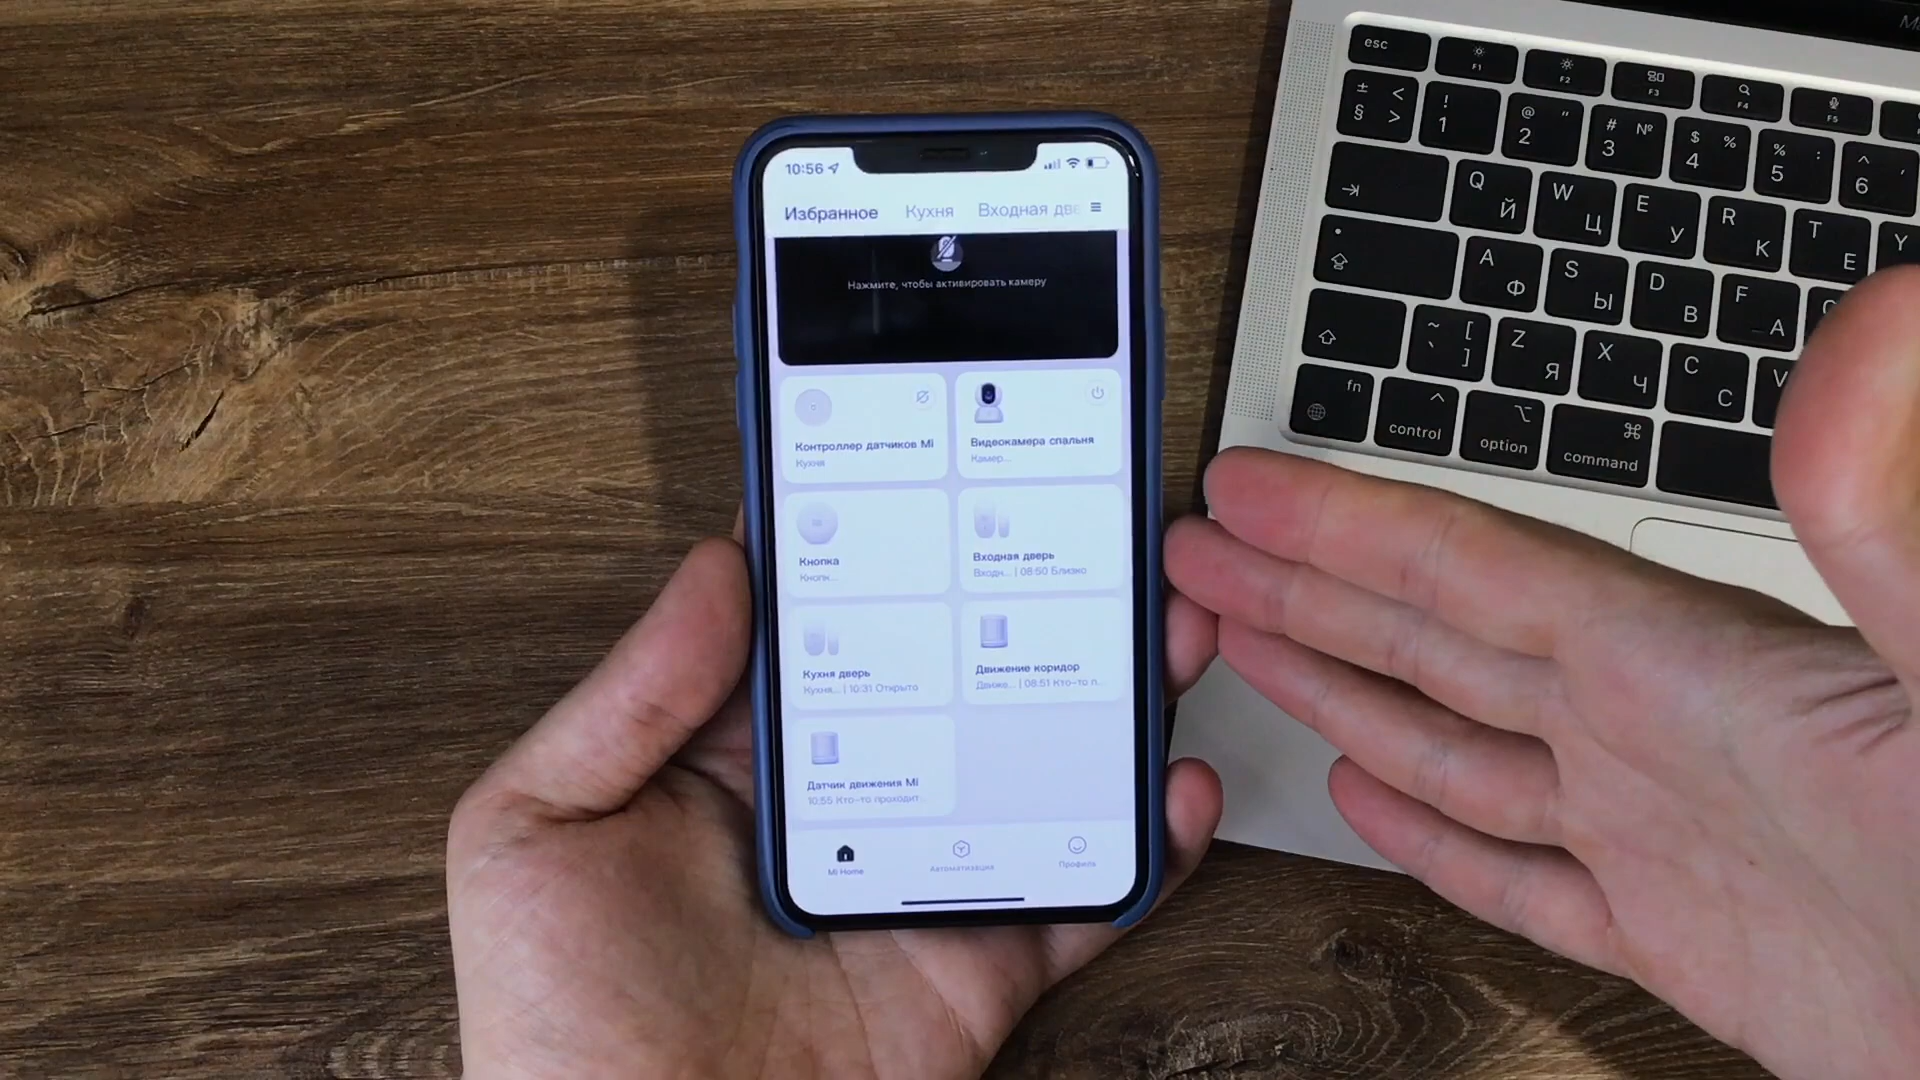 10:56
Избранное Кухня Входная две
Нажмите, чтобы активировать камеру
Контроллер датчиков Mi
Кухня
Видеокамера спальня
Камер...
Кнопка
Кнопк...
Входная дверь
Входн... | 08:50 Близко
Кухня дверь
Кухня... | 10:31 Открыто
Движение коридор
Движе... | 08:51 Кто-то п...
Датчик движения Mi
10:55 Кто-то проходит...
Mi Home
Автоматизация
Профиль
esc F1 F2 F3 F4 F5
± § < > ! 1 @ " 2 # № 3 $ % 4 % : 5 ^ , 6
Q Й W Ц E У R К T Е Y
A Ф S Ы D В F А
~ ` [ ] Z Я X Ч C С V
fn control option command